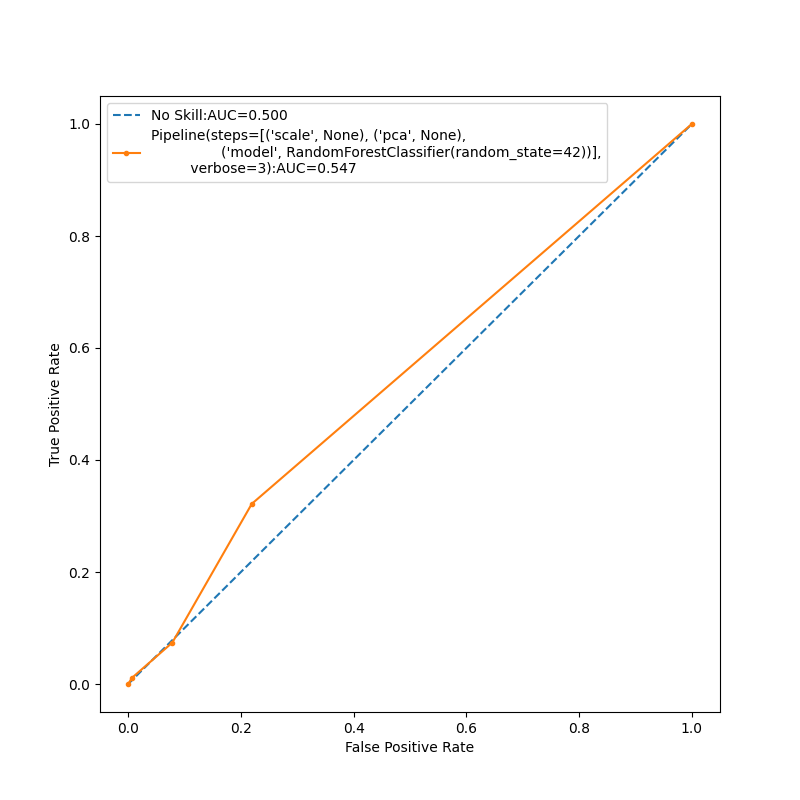 No Skill:AUC=0.500
Pipeline(steps=[('scale', None), ('pca', None),
('model', RandomForestClassifier(random_state=42))],
verbose=3):AUC=0.547
1.0
0.8
0.6
0.4
0.2
0.0
True Positive Rate
0.0 0.2 0.4 0.6 0.8 1.0
False Positive Rate